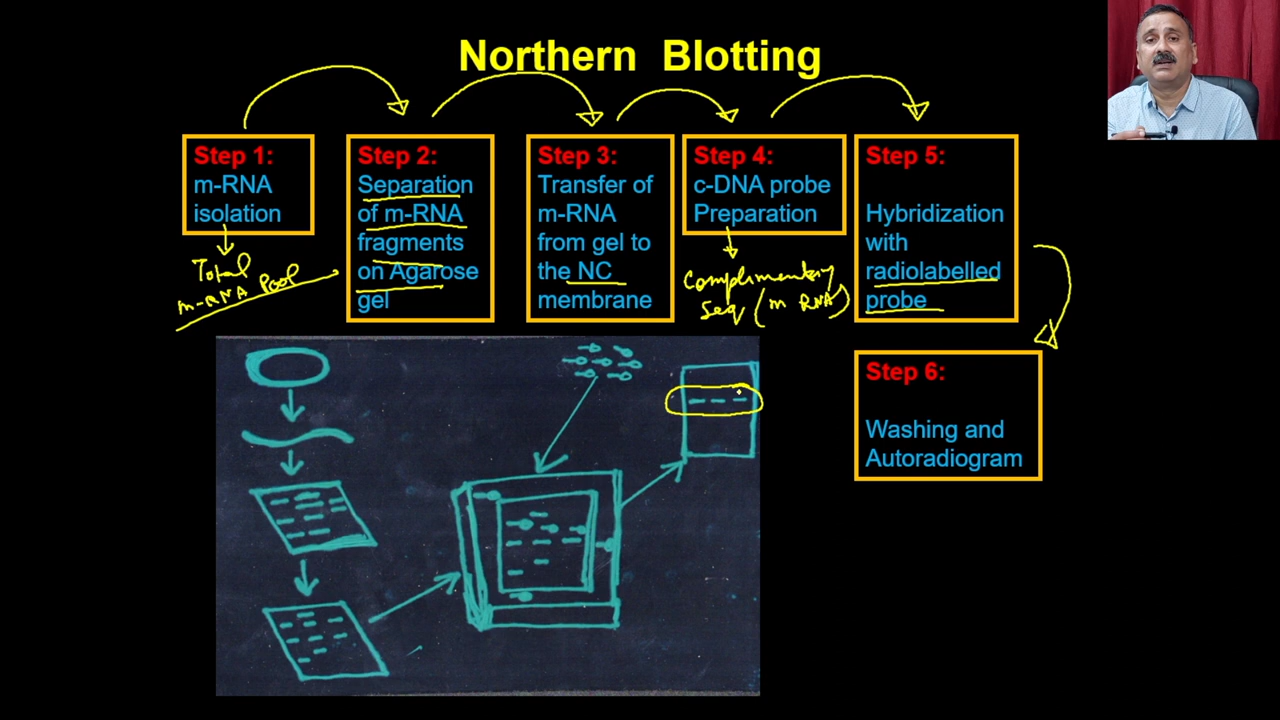 Northern Blotting
Step 1:
m-RNA
isolation
Total
m-RNA Pool
Step 2:
Separation
of m-RNA
fragments
on Agarose
gel
Step 3:
Transfer of
m-RNA
from gel to
the NC
membrane
Step 4:
c-DNA probe
Preparation
Complimentary
Seq (m RNA)
Step 5:
Hybridization
with
radiolabelled
probe
Step 6:
Washing and
Autoradiogram